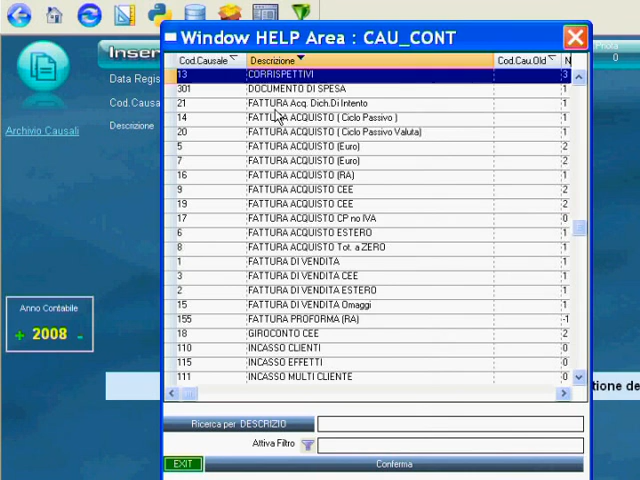 Window HELP Area : CAU_CONT
Inser
Data Regis
Cod.Causa
Descrizione
Archivio Causali
Anno Contabile
+ 2008 -
Pnota
0
tione de
Cod.Causale Descrizione Cod.Cau.Old N
13 CORRISPETTIVI 3
301 DOCUMENTO DI SPESA 1
21 FATTURA Acq. Dich.Di Intento 1
14 FATTURA ACQUISTO ( Ciclo Passivo ) 1
20 FATTURA ACQUISTO ( Ciclo Passivo Valuta) 1
5 FATTURA ACQUISTO (Euro) 2
7 FATTURA ACQUISTO (Euro) 2
16 FATTURA ACQUISTO (RA) 1
9 FATTURA ACQUISTO CEE 2
19 FATTURA ACQUISTO CEE 2
17 FATTURA ACQUISTO CP no IVA 0
6 FATTURA ACQUISTO ESTERO 1
8 FATTURA ACQUISTO Tot. a ZERO 1
1 FATTURA DI VENDITA 1
3 FATTURA DI VENDITA CEE 1
2 FATTURA DI VENDITA ESTERO 1
15 FATTURA DI VENDITA Omaggi 1
155 FATTURA PROFORMA (RA) -1
18 GIROCONTO CEE 2
110 INCASSO CLIENTI 0
115 INCASSO EFFETTI 0
111 INCASSO MULTI CLIENTE 0
Ricerca per DESCRIZIO
Attiva Filtro
EXIT Conferma